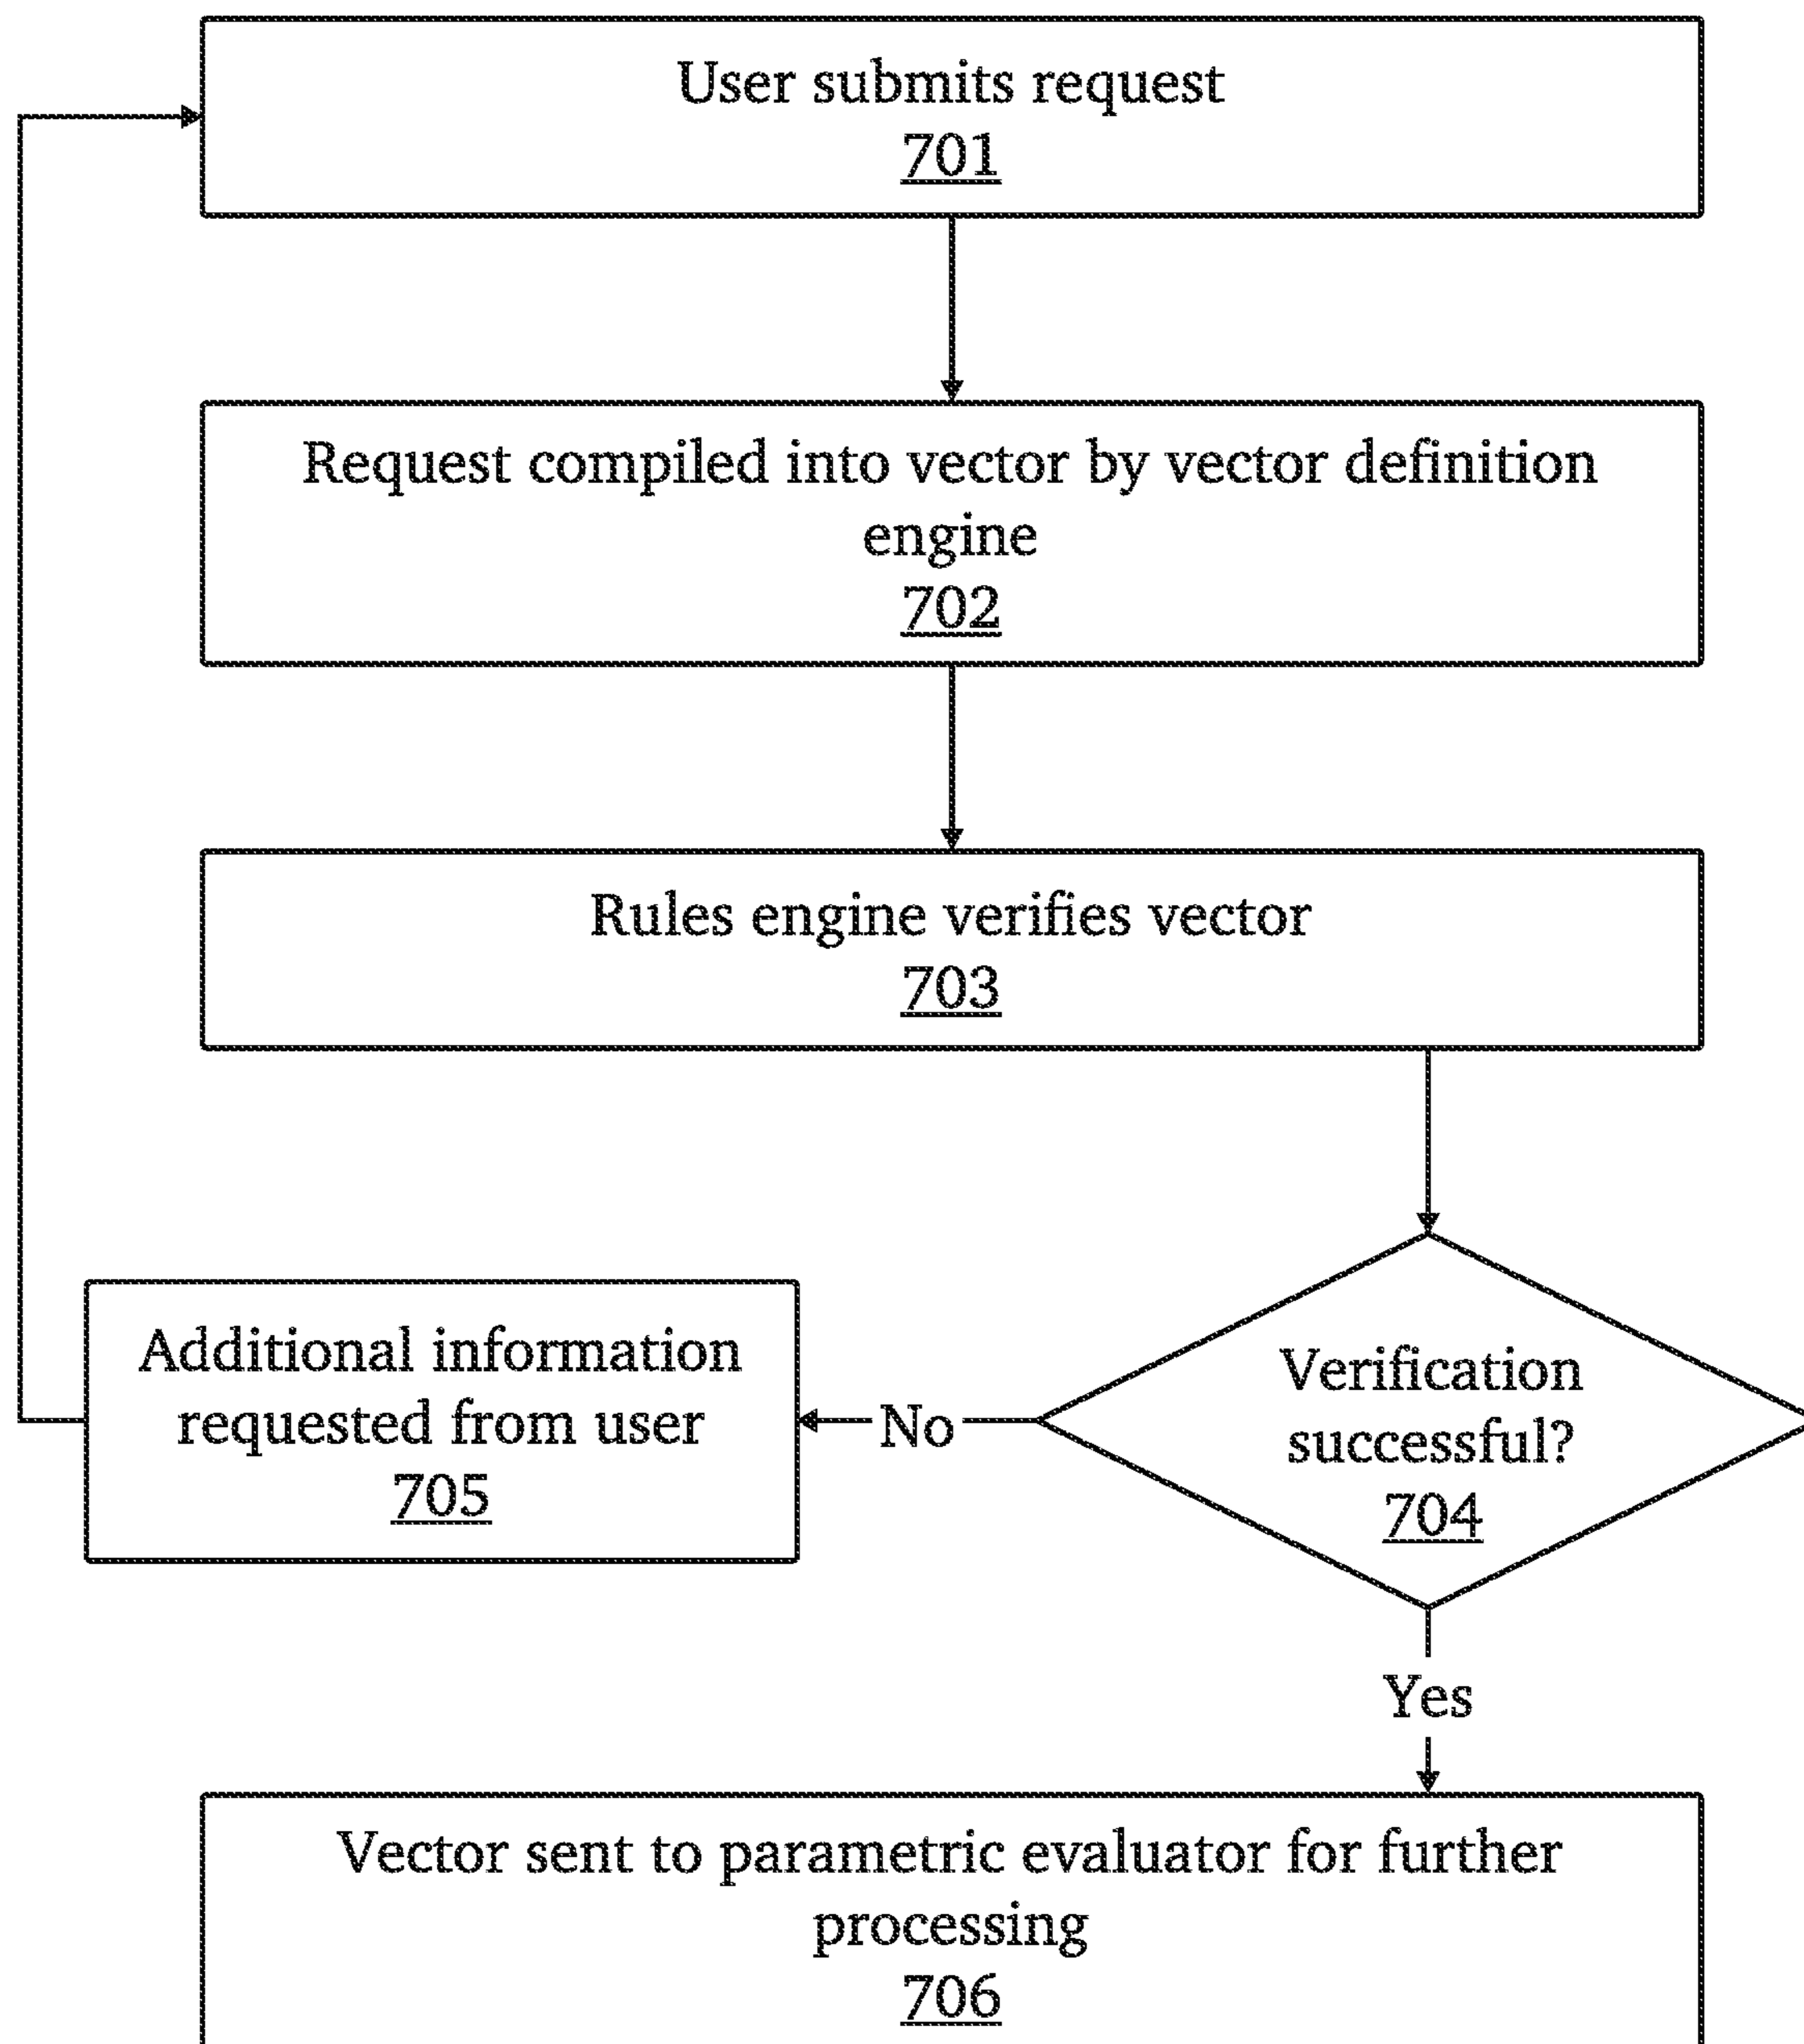 User submits request
701
Request compiled into vector by vector definition
engine
702
Rules engine verifies vector
703
Additional information
requested from user
705
No
Verification
successful?
704
Yes
Vector sent to parametric evaluator for further
processing
706